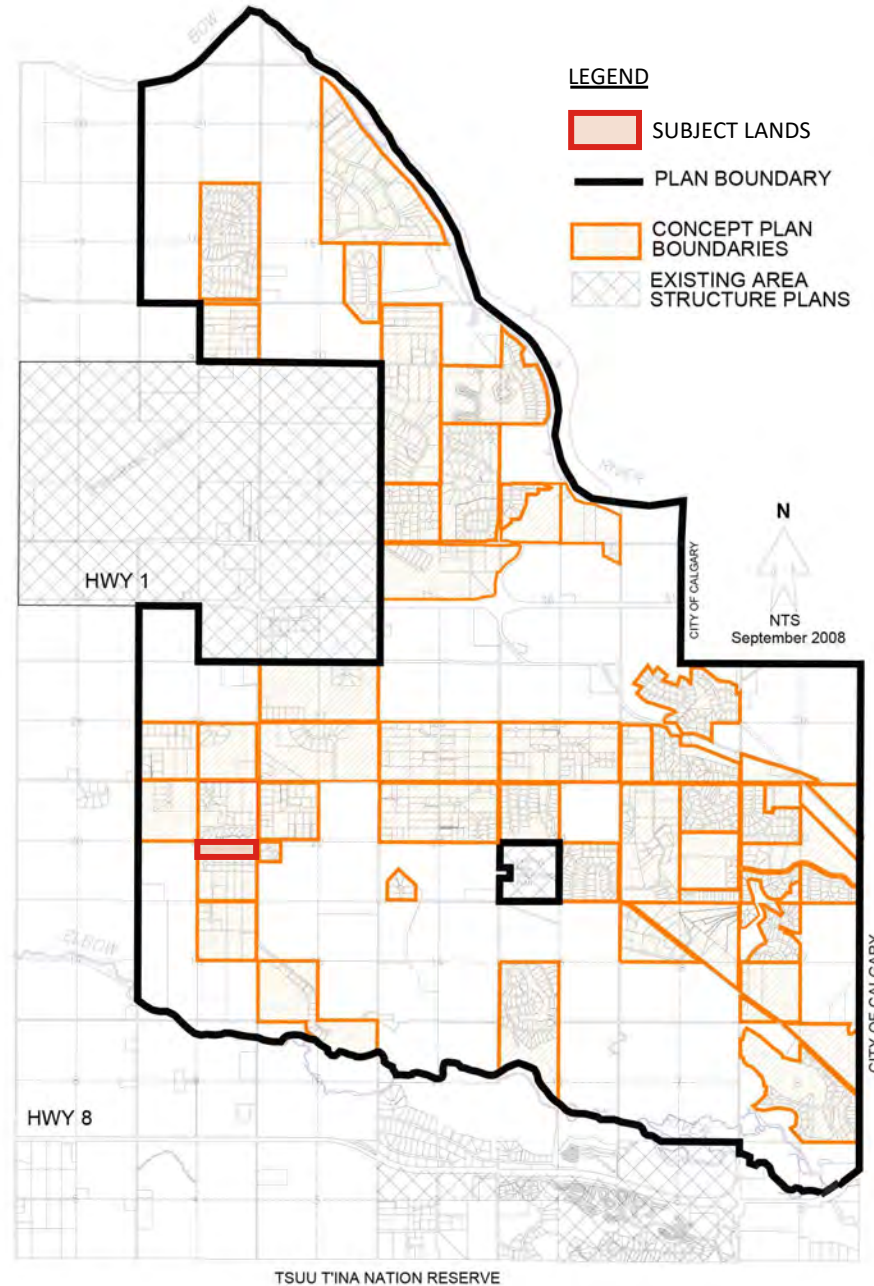 BOW
LEGEND
SUBJECT LANDS
PLAN BOUNDARY
CONCEPT PLAN
BOUNDARIES
EXISTING AREA
STRUCTURE PLANS
RIVER
N
HWY 1
CITY OF CALGARY
NTS
September 2008
ELBOW
CITY OF CALGARY
HWY 8
TSUU T'INA NATION RESERVE